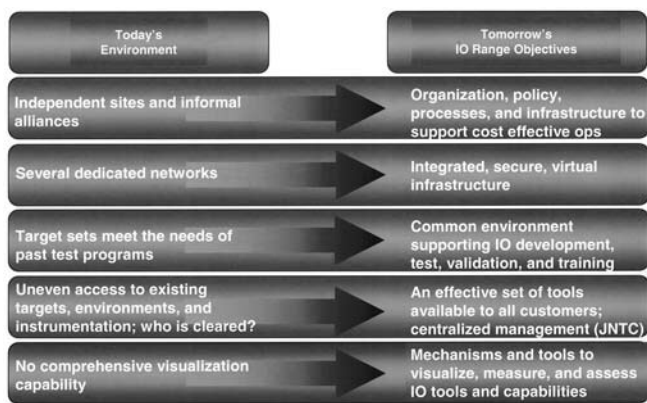 Today's
Environment
Tomorrow's
IO Range Objectives
Independent sites and informal
alliances
Organization, policy,
processes, and infrastructure to
support cost effective ops
Several dedicated networks
Integrated, secure, virtual
infrastructure
Target sets meet the needs of
past test programs
Common environment
supporting IO development,
test, validation, and training
Uneven access to existing
targets, environments, and
instrumentation; who is cleared?
An effective set of tools
available to all customers;
centralized management (JNTC)
No comprehensive visualization
capability
Mechanisms and tools to
visualize, measure, and assess
IO tools and capabilities